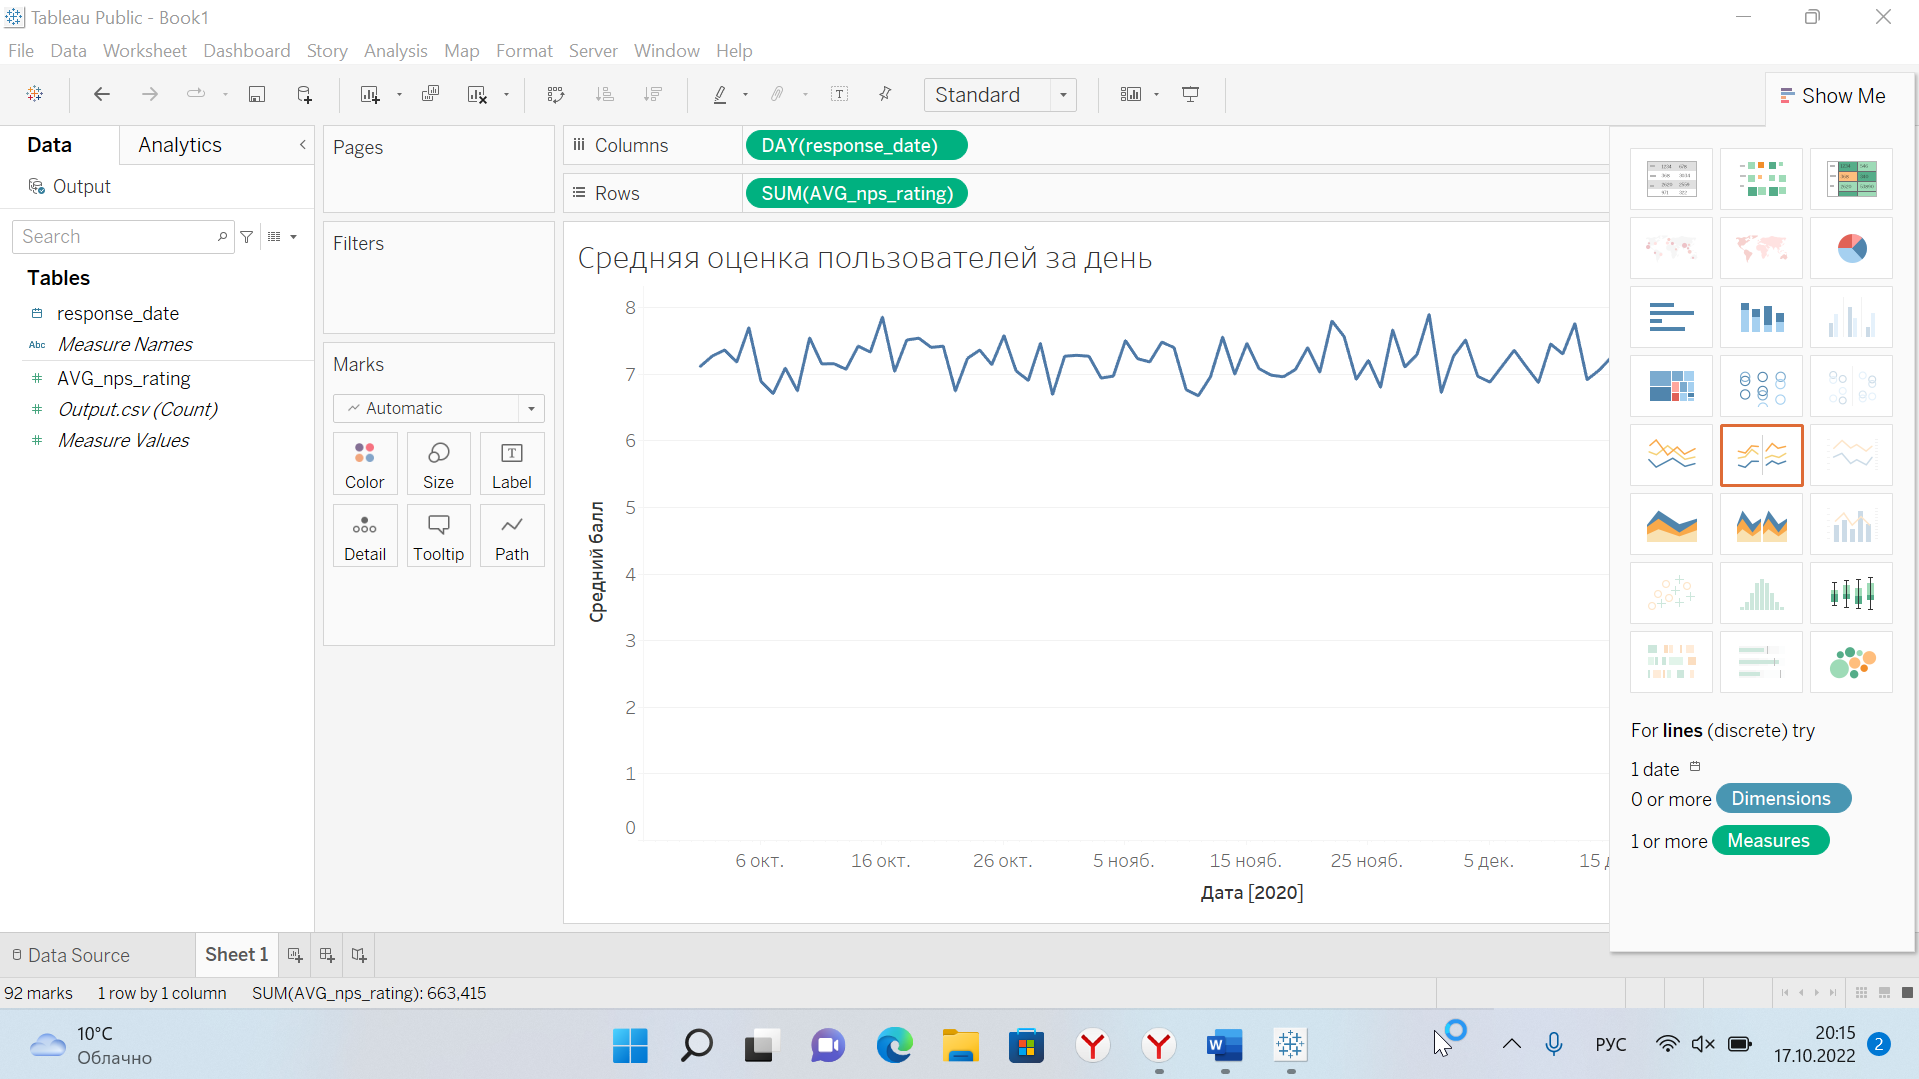 Tableau Public - Book1
File Data Worksheet Dashboard Story Analysis Map Format Server Window Help
Standard
Show Me
Data
Analytics
Output
Search
Tables
response_date
Abc Measure Names
AVG_nps_rating
Output.csv (Count)
Measure Values
Pages
Filters
Marks
Automatic
Color
Size
Label
Detail
Tooltip
Path
Columns
DAY(response_date)
Rows
SUM(AVG_nps_rating)
Средняя оценка пользователей за день
8
7
6
5
4
3
2
1
0
Средний балл
6 окт. 16 окт. 26 окт. 5 нояб. 15 нояб. 25 нояб. 5 дек. 15
Дата [2020]
For lines (discrete) try
1 date
0 or more Dimensions
1 or more Measures
Data Source
Sheet 1
92 marks 1 row by 1 column SUM(AVG_nps_rating): 663,415
10°C
Облачно
РУС
20:15
17.10.2022
2